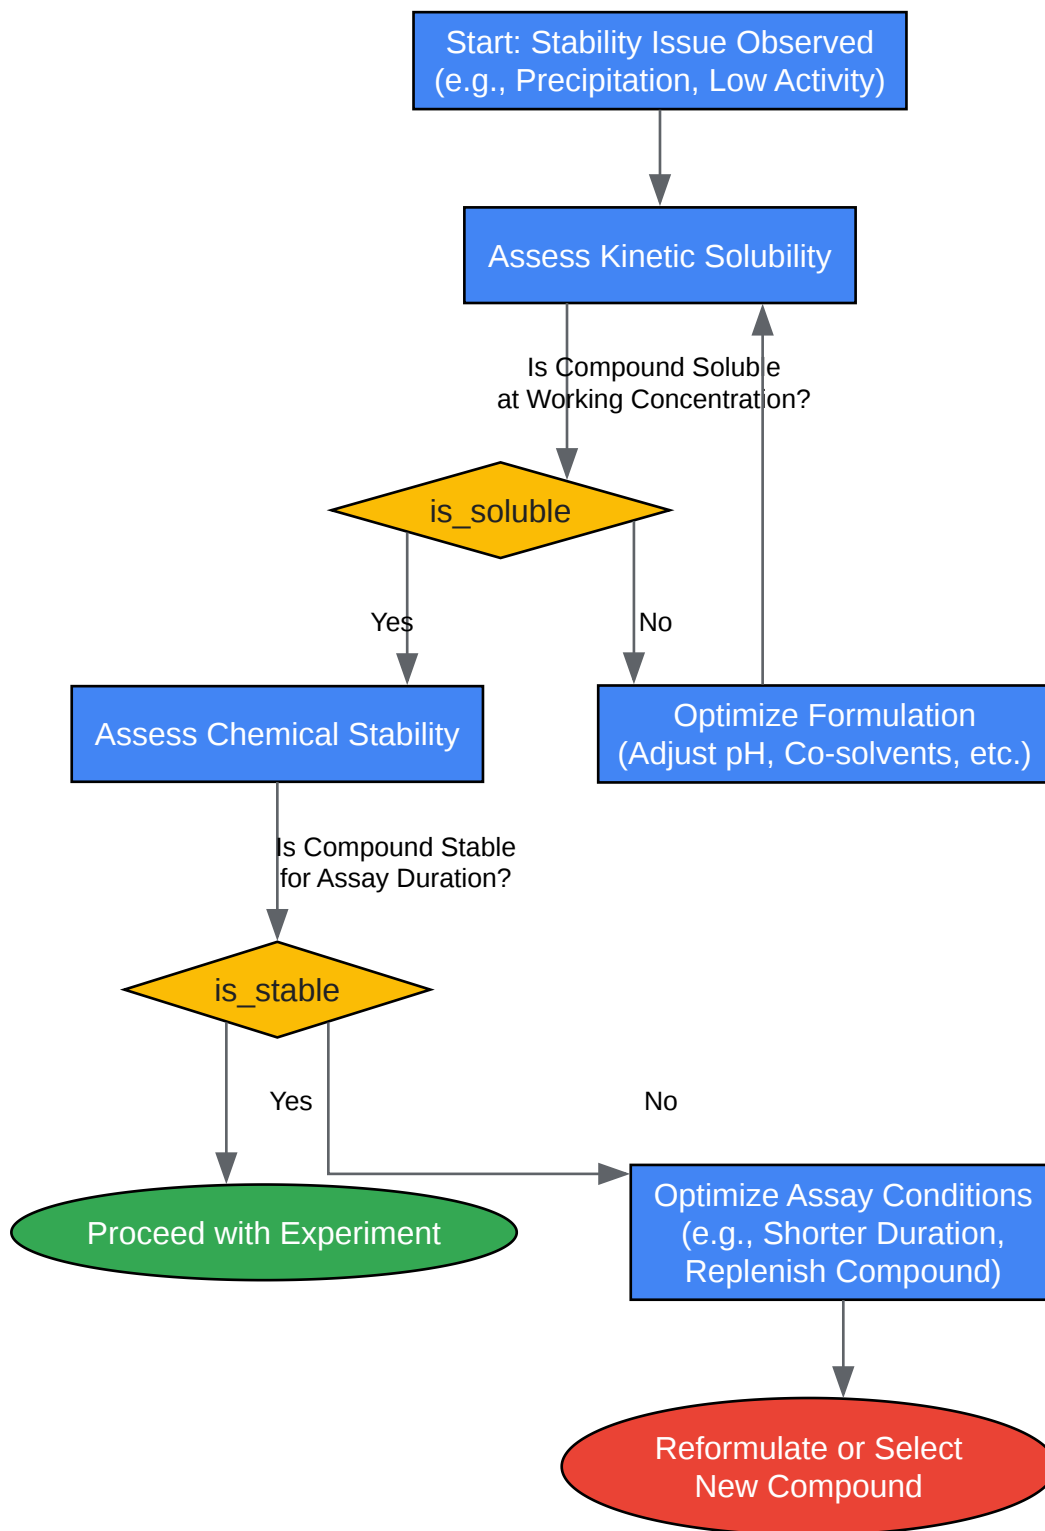 Start: Stability Issue Observed
(e.g., Precipitation, Low Activity)
Assess Kinetic Solubility
Is Compound Soluble
at Working Concentration?
is_soluble
Yes
No
Assess Chemical Stability
Optimize Formulation
(Adjust pH, Co-solvents, etc.)
Is Compound Stable
for Assay Duration?
is_stable
Yes
No
Proceed with Experiment
Optimize Assay Conditions
(e.g., Shorter Duration,
Replenish Compound)
Reformulate or Select
New Compound